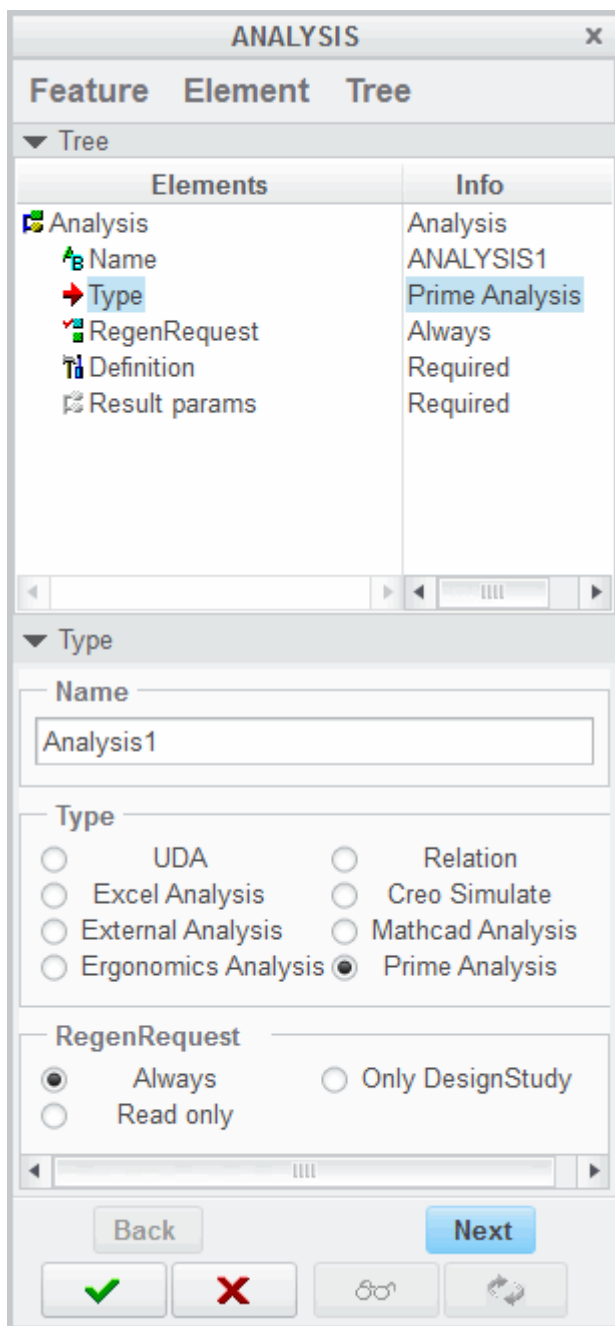 ANALYSIS
Feature Element Tree
Tree
Elements Info
Analysis Analysis
Name ANALYSIS1
Type Prime Analysis
RegenRequest Always
Definition Required
Result params Required
Type
Name
Analysis1
Type
UDA Relation
Excel Analysis Creo Simulate
External Analysis Mathcad Analysis
Ergonomics Analysis Prime Analysis
RegenRequest
Always Only DesignStudy
Read only
Back Next